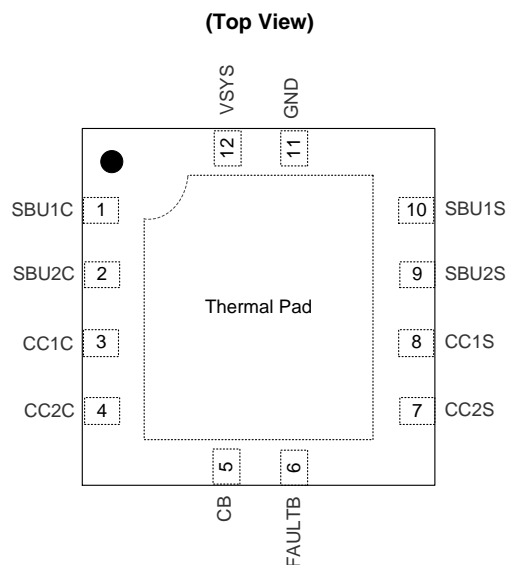 (Top View)
VSYS
GND
12
11
SBU1C 1
10 SBU1S
SBU2C 2
9 SBU2S
Thermal Pad
CC1C 3
8 CC1S
CC2C 4
7 CC2S
5
6
CB
FAULTB